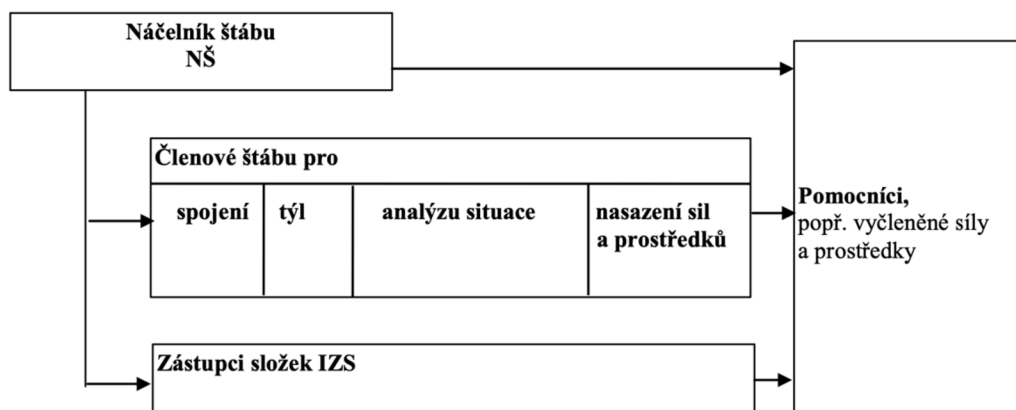 Náčelník štábu
NŠ
Členové štábu pro
spojení
týl
analýzu situace
nasazení sil
a prostředků
Pomocníci,
popř. vyčleněné síly
a prostředky
Zástupci složek IZS